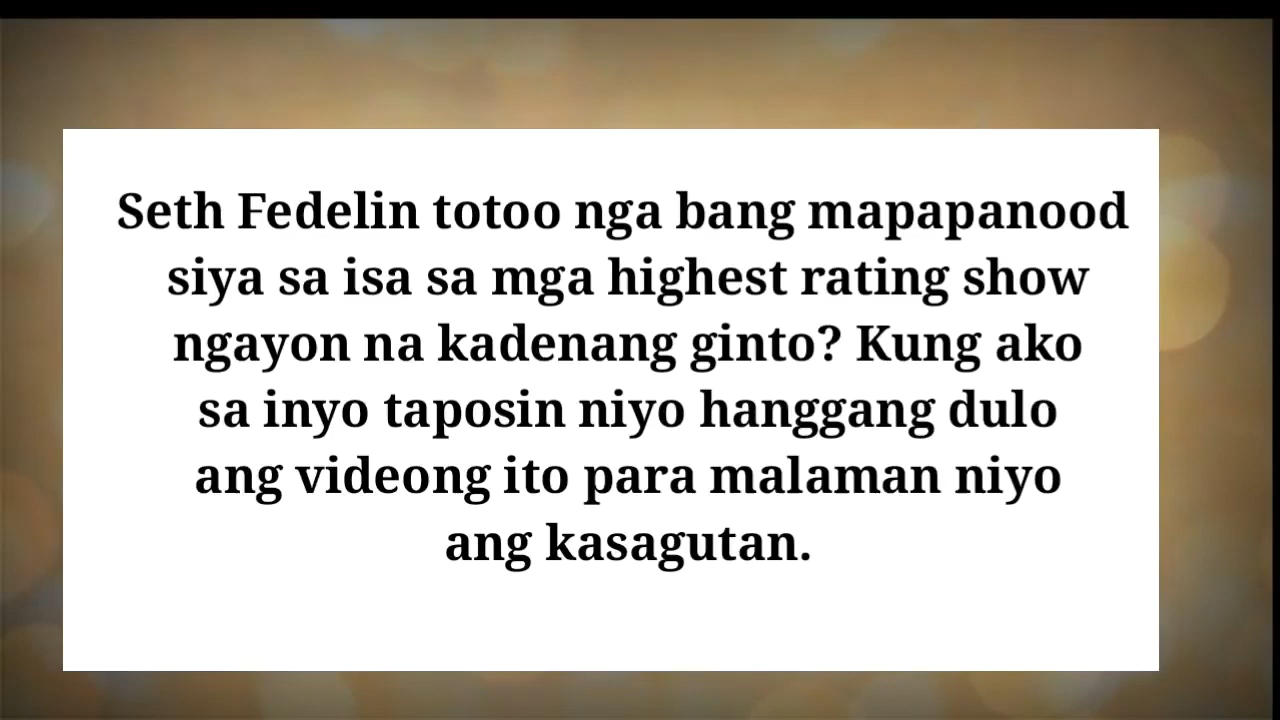 Seth Fedelin totoo nga bang mapapanood
siya sa isa sa mga highest rating show
ngayon na kadenang ginto? Kung ako
sa inyo taposin niyo hanggang dulo
ang videong ito para malaman niyo
ang kasagutan.